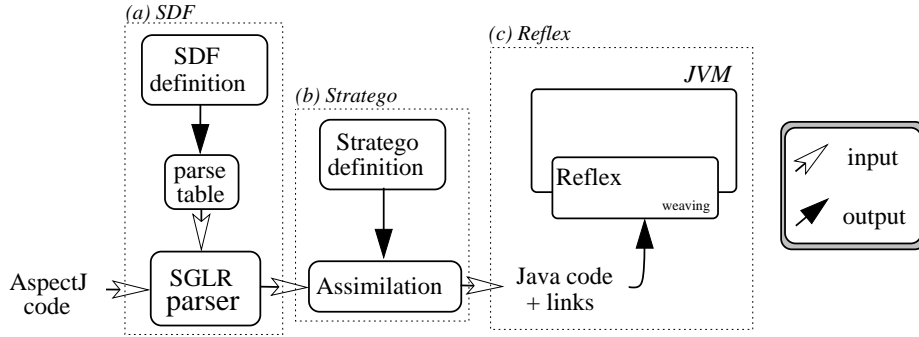 (a) SDF
SDF
definition
parse
table
AspectJ
code
SGLR
parser
(b) Stratego
Stratego
definition
Assimilation
(c) Reflex
JVM
Reflex
weaving
Java code
+ links
input
output